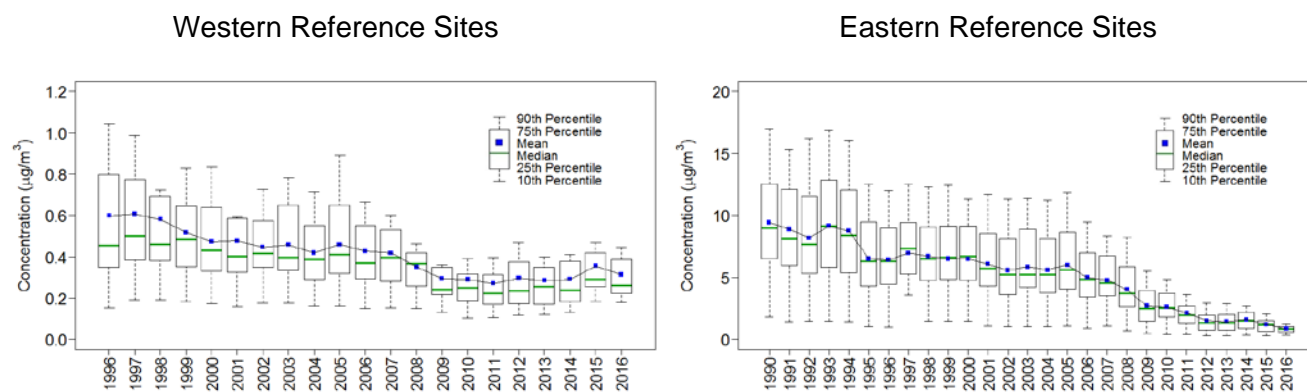 Western Reference Sites
Eastern Reference Sites
Concentration (µg/m³)
1.2
1.0
0.8
0.6
0.4
0.2
0.0
90th Percentile
75th Percentile
Mean
Median
25th Percentile
10th Percentile
1996 1997 1998 1999 2000 2001 2002 2003 2004 2005 2006 2007 2008 2009 2010 2011 2012 2013 2014 2015 2016
Concentration (µg/m³)
20
15
10
5
0
90th Percentile
75th Percentile
Mean
Median
25th Percentile
10th Percentile
1990 1991 1992 1993 1994 1995 1996 1997 1998 1999 2000 2001 2002 2003 2004 2005 2006 2007 2008 2009 2010 2011 2012 2013 2014 2015 2016